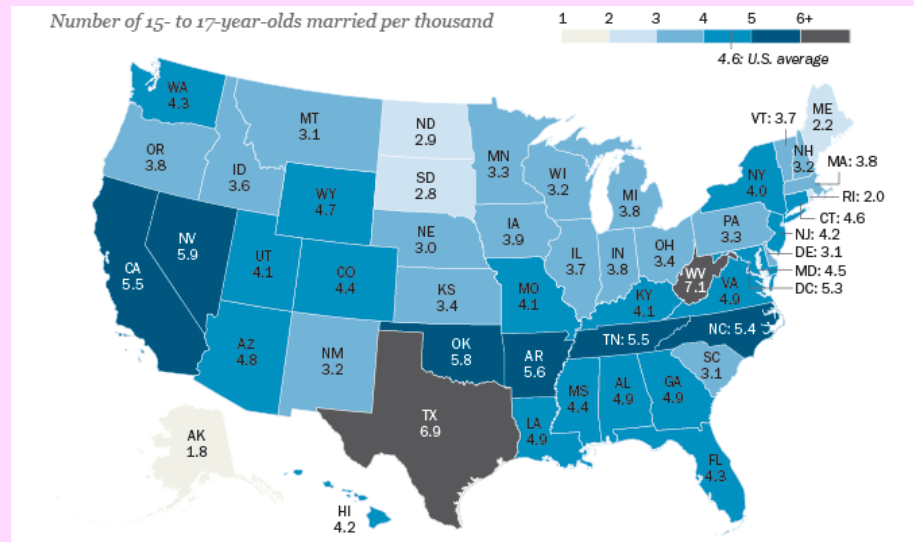 Number of 15- to 17-year-olds married per thousand
1 2 3 4 5 6+
4.6: U.S. average
WA
4.3
MT
3.1
ND
2.9
OR
3.8
ID
3.6
SD
2.8
MN
3.3
WI
3.2
MI
3.8
VT: 3.7
ME
2.2
NH
3.2
MA: 3.8
NY
4.0
RI: 2.0
CT: 4.6
NJ: 4.2
DE: 3.1
MD: 4.5
DC: 5.3
WY
4.7
NE
3.0
IA
3.9
PA
3.3
NV
5.9
CA
5.5
UT
4.1
CO
4.4
KS
3.4
MO
4.1
IL
3.7
IN
3.8
OH
3.4
WV
7.1
VA
4.9
KY
4.1
AZ
4.8
NM
3.2
OK
5.8
AR
5.6
TN: 5.5
NC: 5.4
SC
3.1
TX
6.9
LA
4.9
MS
4.4
AL
4.9
GA
4.9
FL
4.3
AK
1.8
HI
4.2